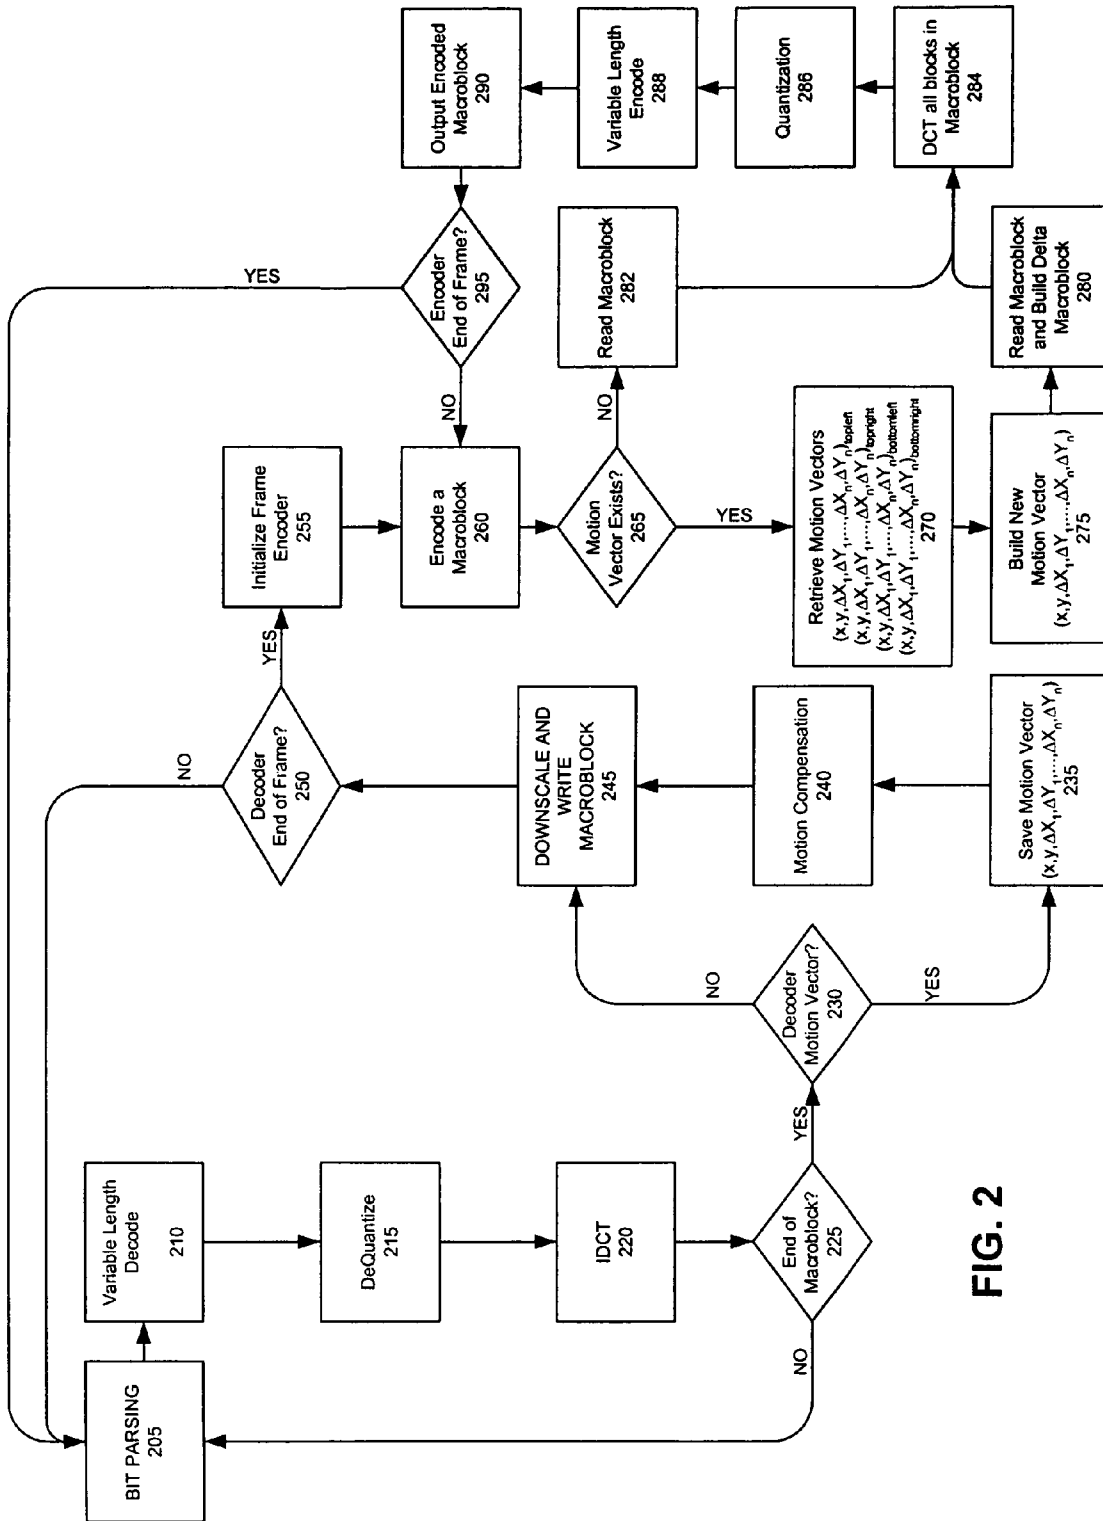 BIT PARSING
205
Variable Length
Decode
210
DeQuantize
215
IDCT
220
End of
Macroblock?
225
NO
YES
Decoder
Motion Vector?
230
NO
YES
Save Motion Vector
(x,y,ΔX₁,ΔY₁,...,ΔXₙ,ΔYₙ)
235
Motion Compensation
240
DOWNSCALE AND
WRITE
MACROBLOCK
245
Decoder
End of Frame?
250
NO
YES
Initialize Frame
Encoder
255
Encode a
Macroblock
260
Motion
Vector Exists?
265
NO
YES
Retrieve Motion Vectors
(x,y,ΔX₁,ΔY₁,...,ΔXₙ,ΔYₙ)topleft
(x,y,ΔX₁,ΔY₁,...,ΔXₙ,ΔYₙ)topright
(x,y,ΔX₁,ΔY₁,...,ΔXₙ,ΔYₙ)bottomleft
(x,y,ΔX₁,ΔY₁,...,ΔXₙ,ΔYₙ)bottomright
270
Build New
Motion Vector
(x,y,ΔX₁,ΔY₁,...,ΔXₙ,ΔYₙ)
275
Read Macroblock
and Build Delta
Macroblock
280
Read Macroblock
282
DCT all blocks in
Macroblock
284
Quantization
286
Variable Length
Encode
288
Output Encoded
Macroblock
290
Encoder
End of Frame?
295
NO
YES
FIG. 2